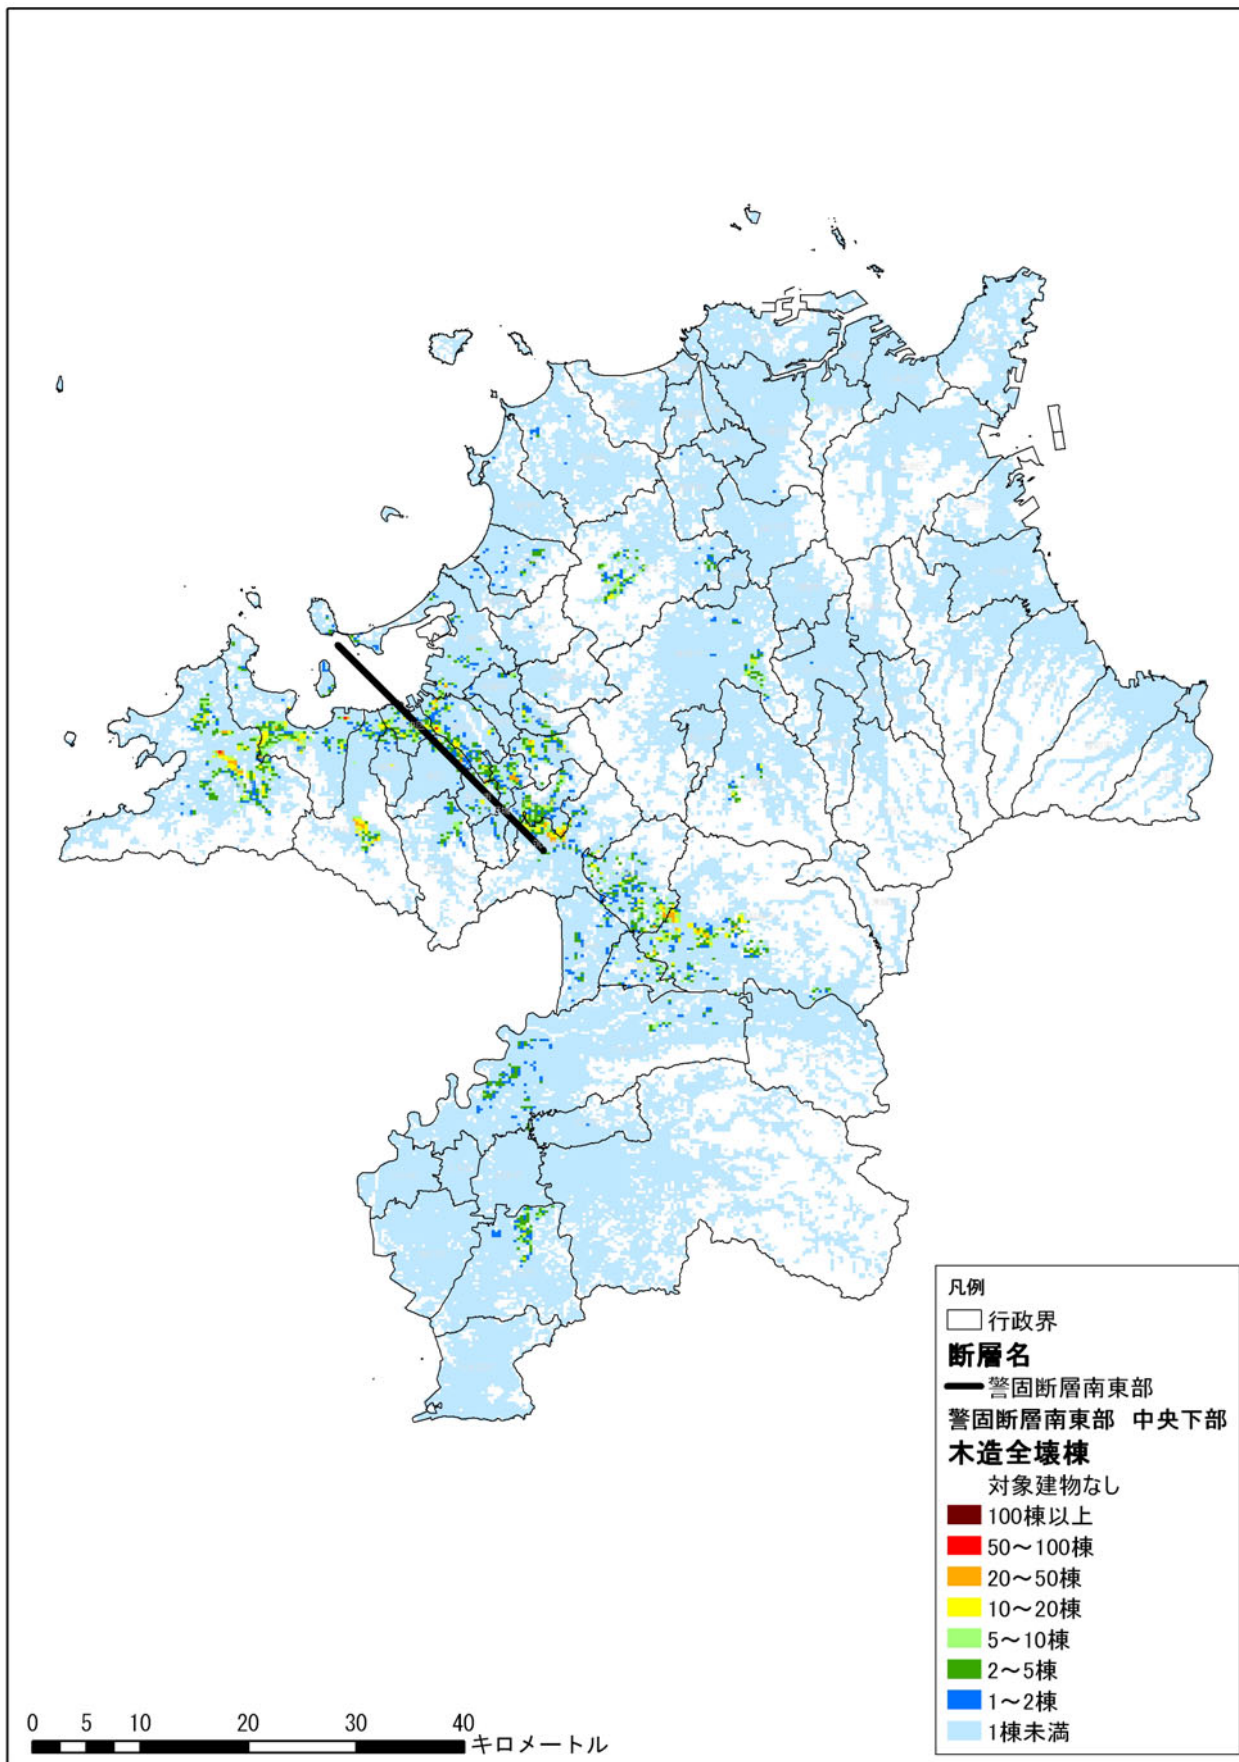 凡例
行政界
断層名
警固断層南東部
警固断層南東部 中央下部
木造全壊棟
対象建物なし
100棟以上
50～100棟
20～50棟
10～20棟
5～10棟
2～5棟
1～2棟
1棟未満
0 5 10 20 30 40
キロメートル